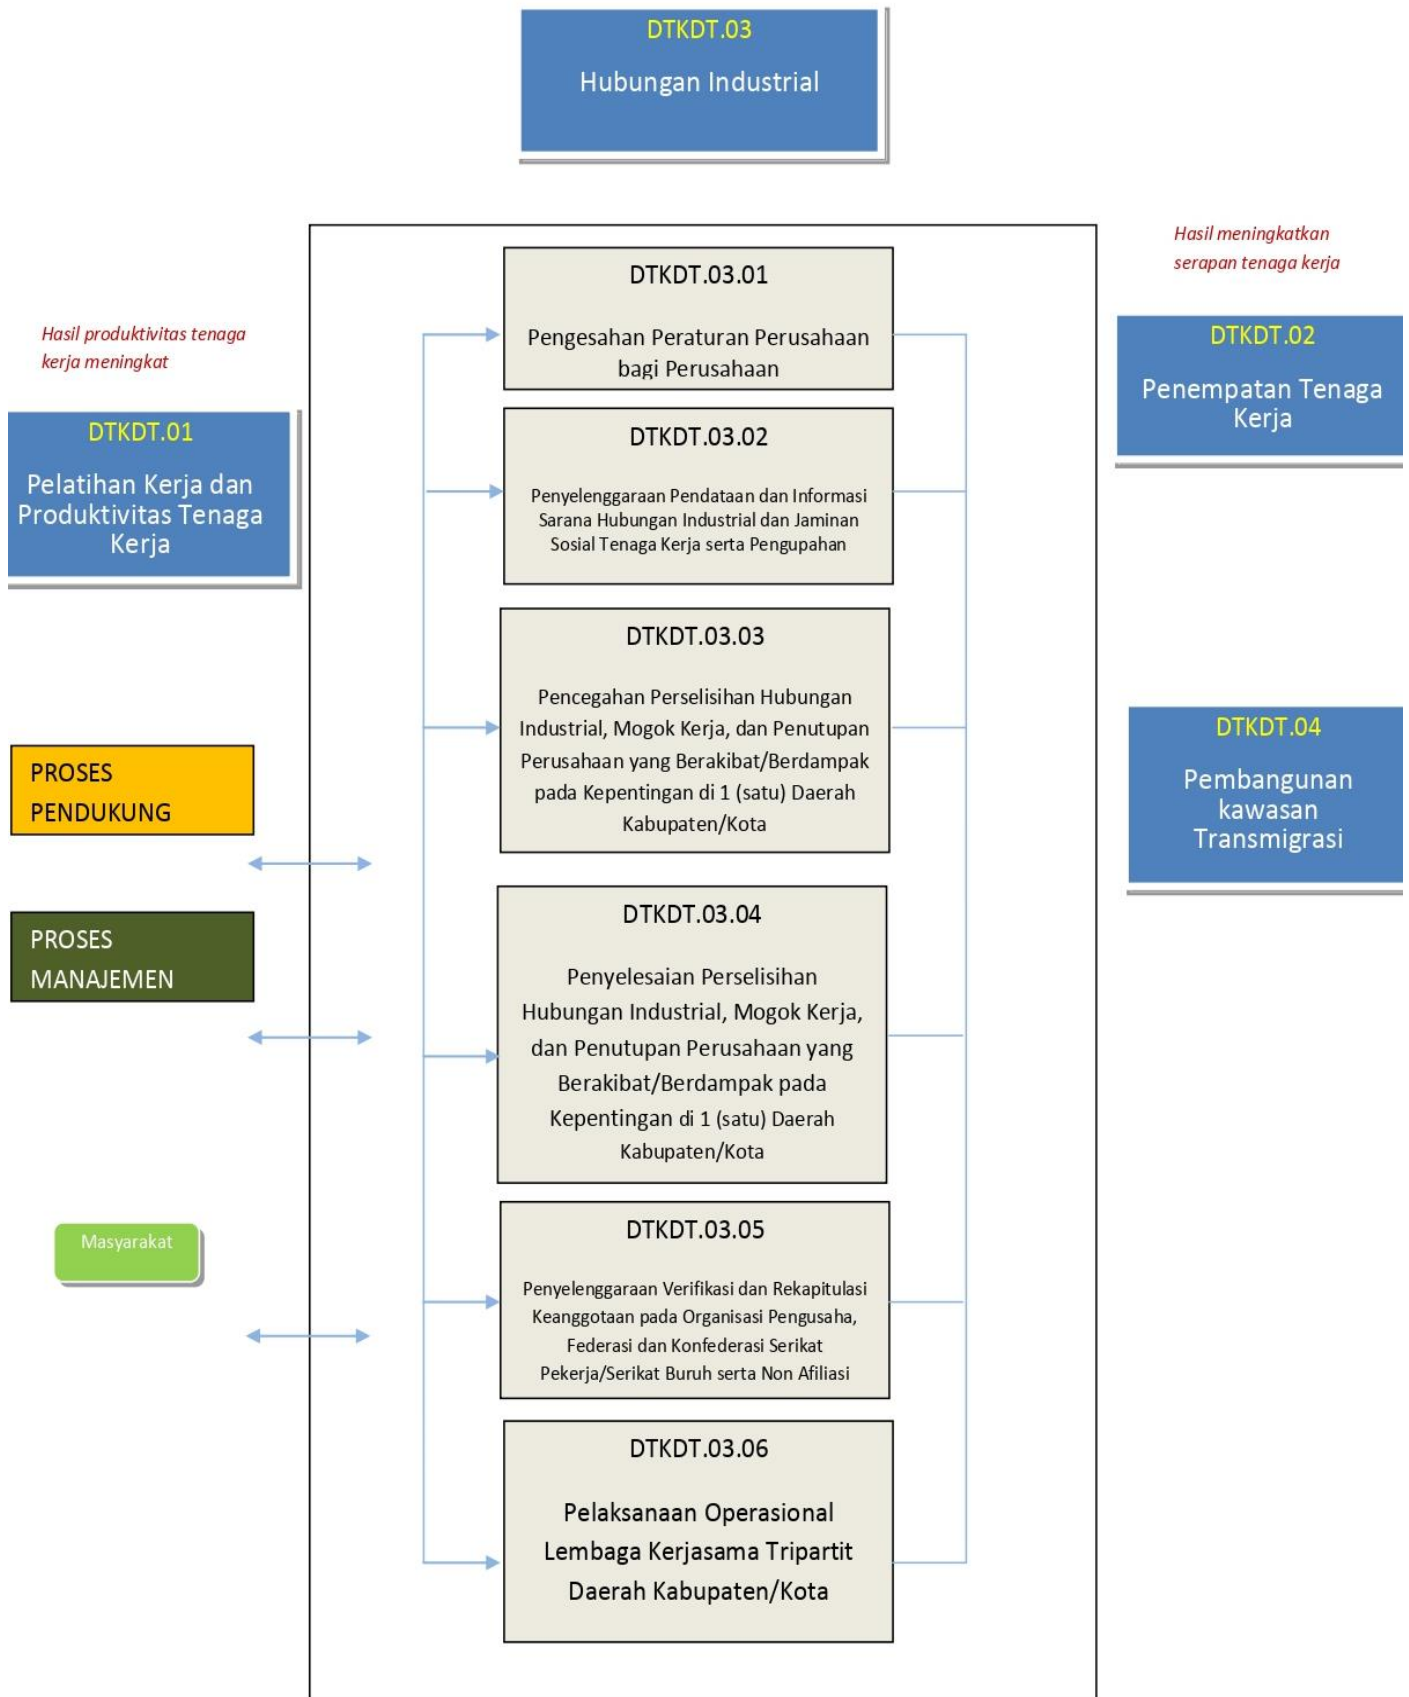 DTKDT.03
Hubungan Industrial
Hasil meningkatkan
serapan tenaga kerja
DTKDT.02
Penempatan Tenaga
Kerja
Hasil produktivitas tenaga
kerja meningkat
DTKDT.01
Pelatihan Kerja dan
Produktivitas Tenaga
Kerja
DTKDT.03.01
Pengesahan Peraturan Perusahaan
bagi Perusahaan
DTKDT.03.02
Penyelenggaraan Pendataan dan Informasi
Sarana Hubungan Industrial dan Jaminan
Sosial Tenaga Kerja serta Pengupahan
DTKDT.03.03
Pencegahan Perselisihan Hubungan
Industrial, Mogok Kerja, dan Penutupan
Perusahaan yang Berakibat/Berdampak
pada Kepentingan di 1 (satu) Daerah
Kabupaten/Kota
DTKDT.04
Pembangunan
kawasan
Transmigrasi
PROSES
PENDUKUNG
PROSES
MANAJEMEN
DTKDT.03.04
Penyelesaian Perselisihan
Hubungan Industrial, Mogok Kerja,
dan Penutupan Perusahaan yang
Berakibat/Berdampak pada
Kepentingan di 1 (satu) Daerah
Kabupaten/Kota
Masyarakat
DTKDT.03.05
Penyelenggaraan Verifikasi dan Rekapitulasi
Keanggotaan pada Organisasi Pengusaha,
Federasi dan Konfederasi Serikat
Pekerja/Serikat Buruh serta Non Afiliasi
DTKDT.03.06
Pelaksanaan Operasional
Lembaga Kerjasama Tripartit
Daerah Kabupaten/Kota